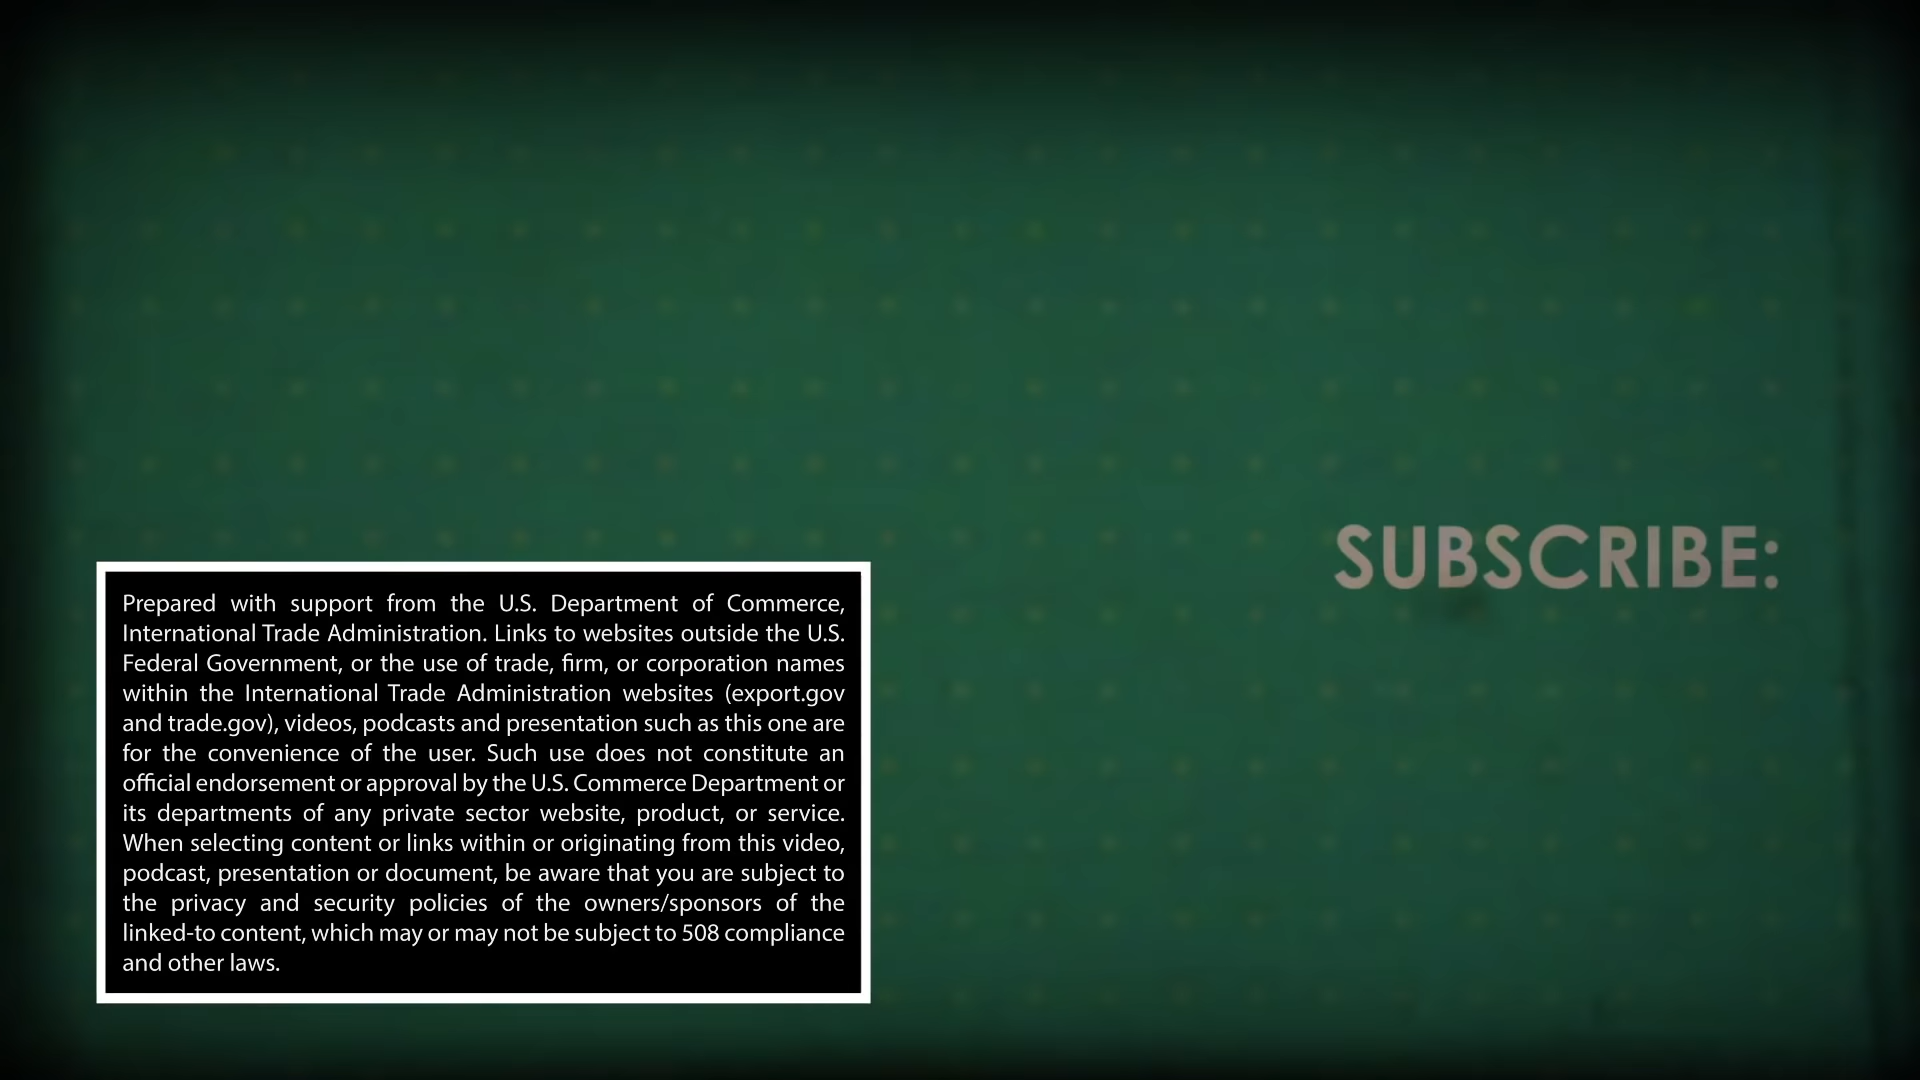 SUBSCRIBE:
Prepared with support from the U.S. Department of Commerce,
International Trade Administration. Links to websites outside the U.S.
Federal Government, or the use of trade, firm, or corporation names
within the International Trade Administration websites (export.gov
and trade.gov), videos, podcasts and presentation such as this one are
for the convenience of the user. Such use does not constitute an
official endorsement or approval by the U.S. Commerce Department or
its departments of any private sector website, product, or service.
When selecting content or links within or originating from this video,
podcast, presentation or document, be aware that you are subject to
the privacy and security policies of the owners/sponsors of the
linked-to content, which may or may not be subject to 508 compliance
and other laws.